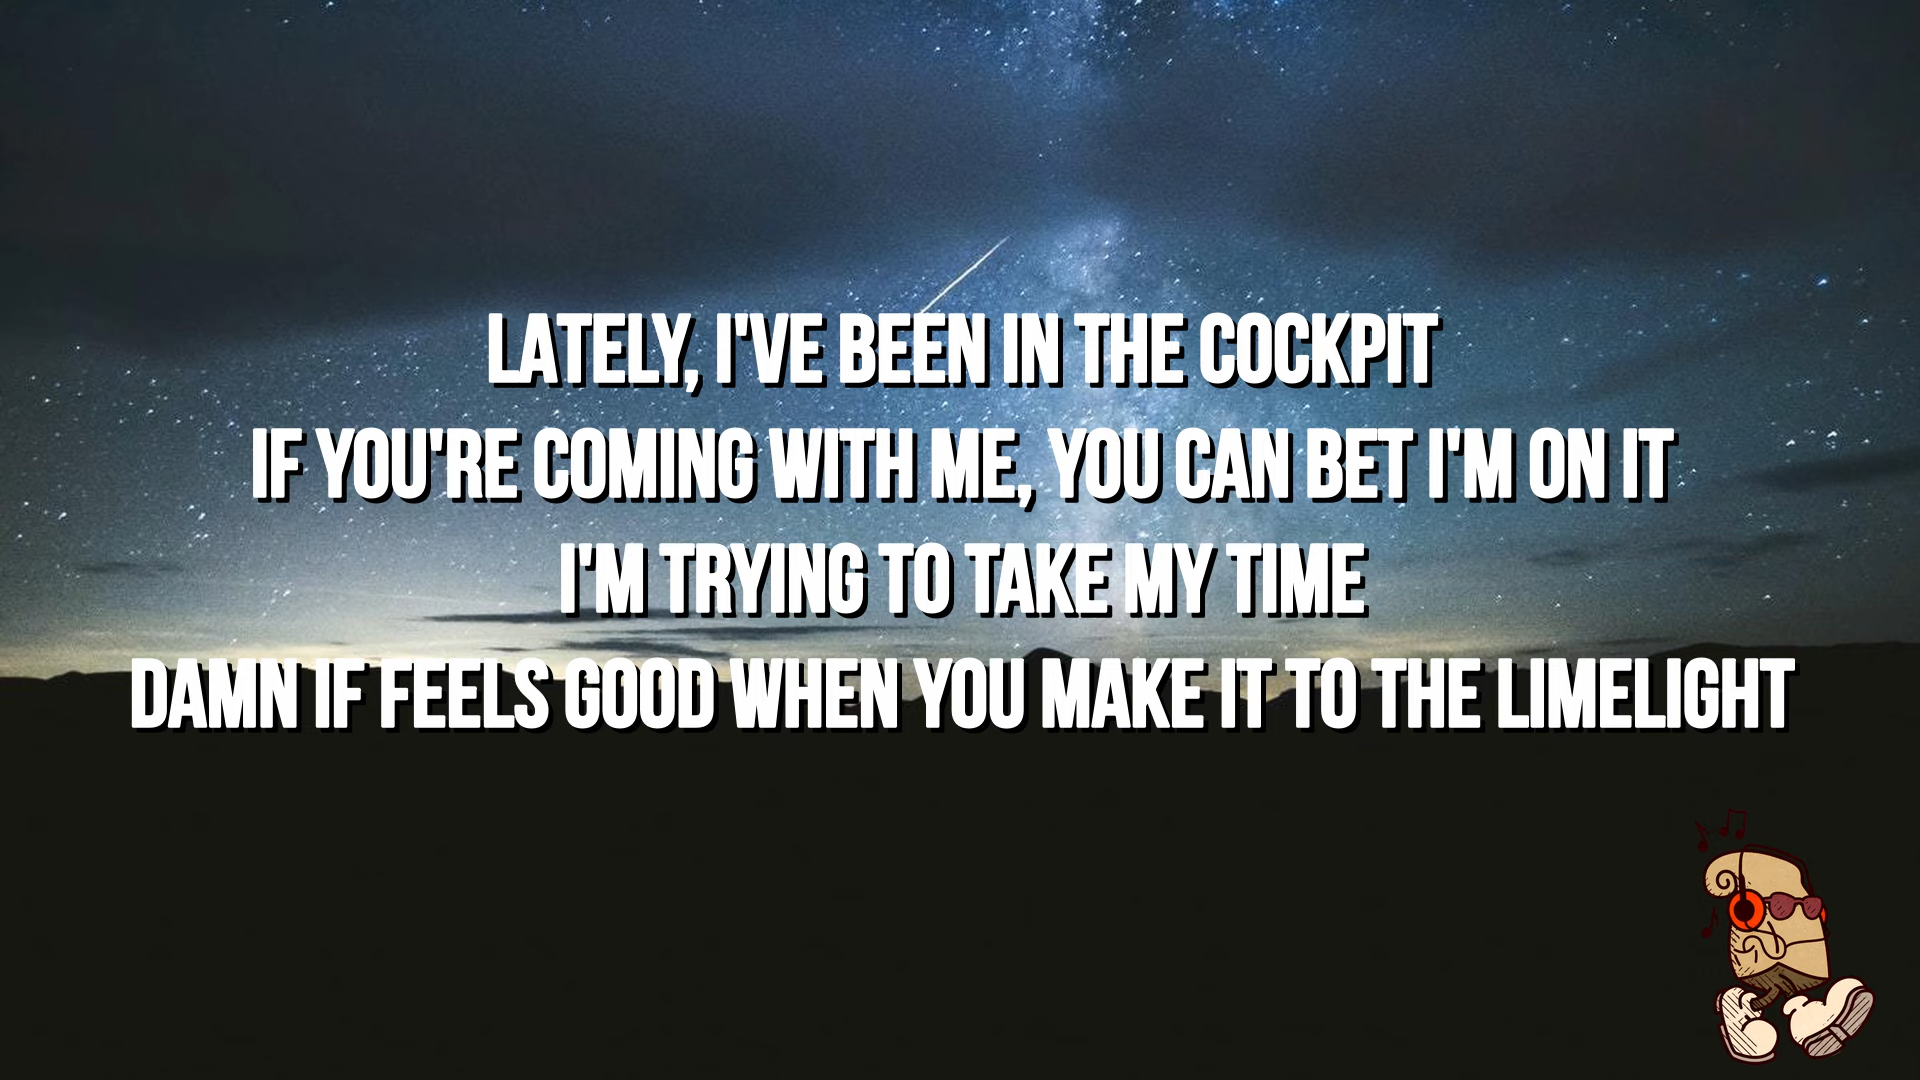 LATELY, I'VE BEEN IN THE COCKPIT
IF YOU'RE COMING WITH ME, YOU CAN BET I'M ON IT
I'M TRYING TO TAKE MY TIME
DAMN IF FEELS GOOD WHEN YOU MAKE IT TO THE LIMELIGHT